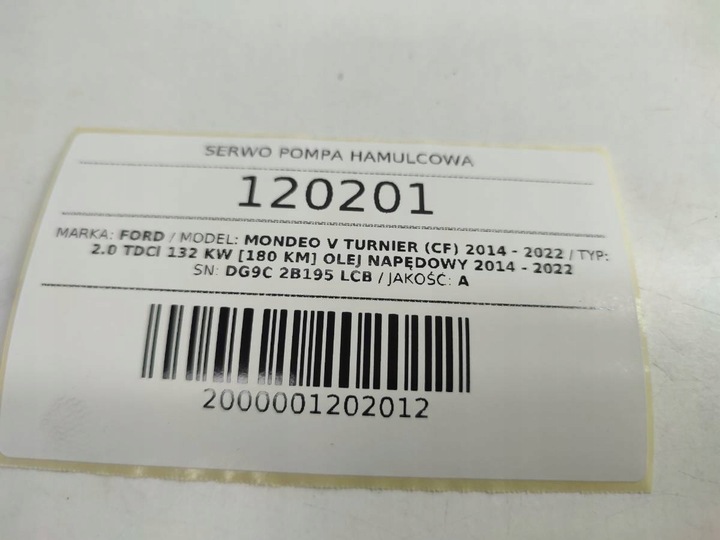 SERWO POMPA HAMULCOWA
120201
MARKA: FORD / MODEL: MONDEO V TURNIER (CF) 2014 - 2022 / TYP:
2.0 TDCI 132 KW [180 KM] OLEJ NAPĘDOWY 2014 - 2022
SN: DG9C 2B195 LCB / JAKOŚĆ: A
2000001202012